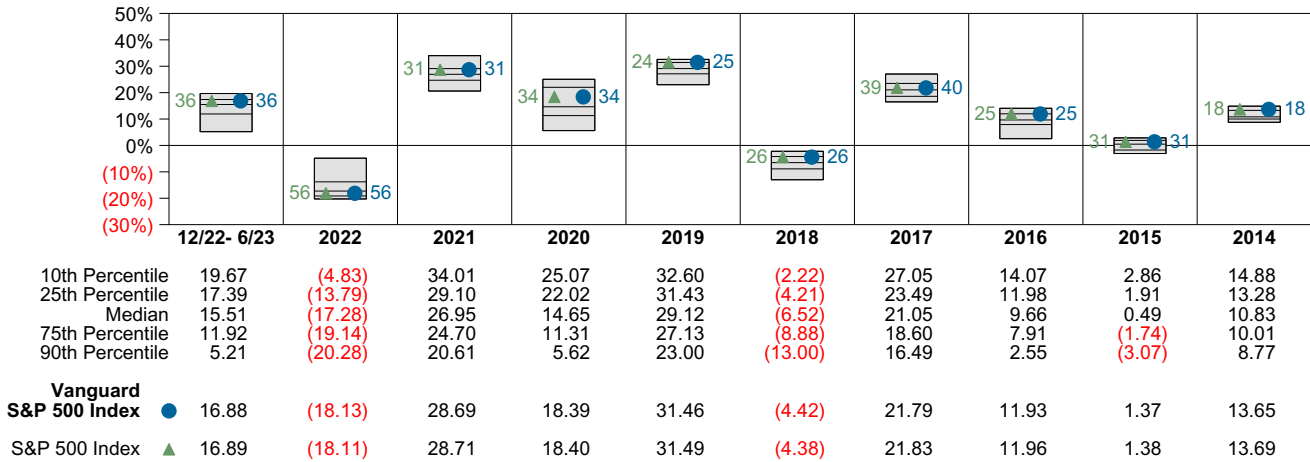 50%
40%
30%
20%
10%
0%
(10%)
(20%)
(30%)
36 36
56 56
31 31
34 34
24 25
26 26
39 40
25 25
31 31
18 18
12/22- 6/23 2022 2021 2020 2019 2018 2017 2016 2015 2014
10th Percentile 19.67 (4.83) 34.01 25.07 32.60 (2.22) 27.05 14.07 2.86 14.88
25th Percentile 17.39 (13.79) 29.10 22.02 31.43 (4.21) 23.49 11.98 1.91 13.28
Median 15.51 (17.28) 26.95 14.65 29.12 (6.52) 21.05 9.66 0.49 10.83
75th Percentile 11.92 (19.14) 24.70 11.31 27.13 (8.88) 18.60 7.91 (1.74) 10.01
90th Percentile 5.21 (20.28) 20.61 5.62 23.00 (13.00) 16.49 2.55 (3.07) 8.77
Vanguard
S&P 500 Index 16.88 (18.13) 28.69 18.39 31.46 (4.42) 21.79 11.93 1.37 13.65
S&P 500 Index 16.89 (18.11) 28.71 18.40 31.49 (4.38) 21.83 11.96 1.38 13.69